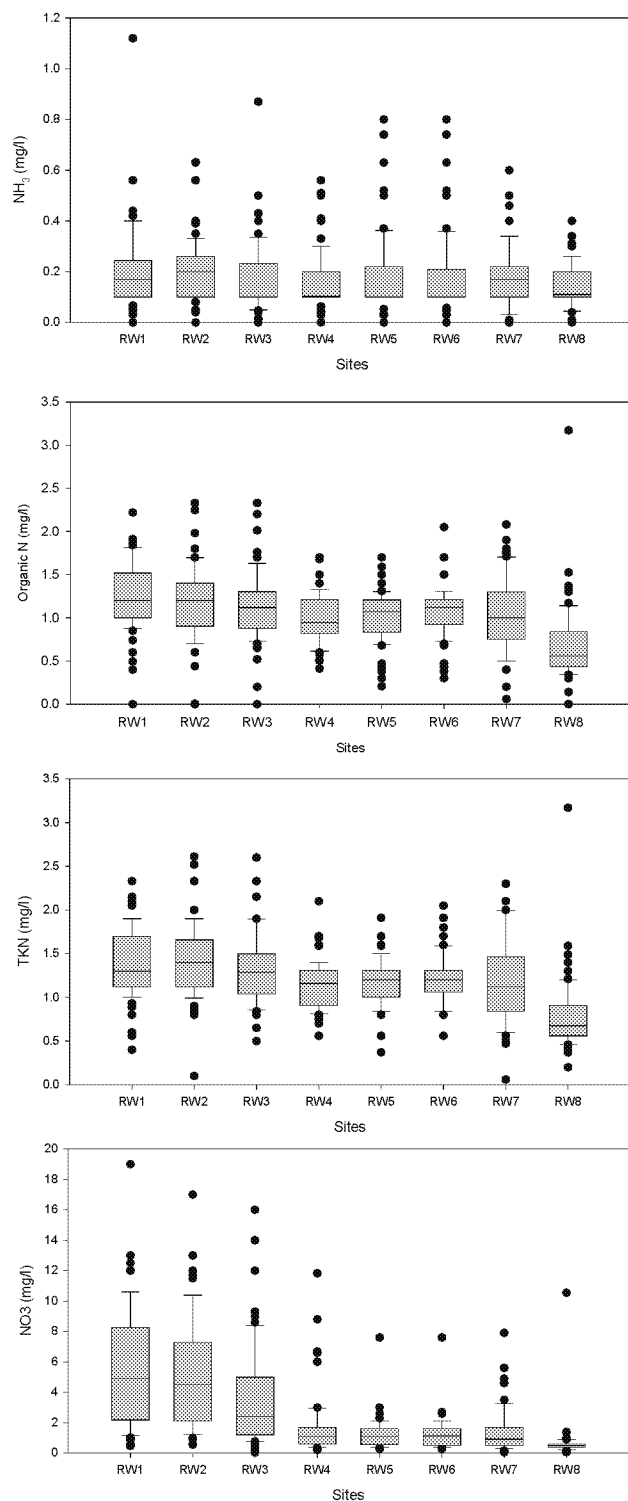 1.2
1.0
0.8
0.6
0.4
0.2
0.0
NH₃ (mg/l)
RW1 RW2 RW3 RW4 RW5 RW6 RW7 RW8
Sites
3.5
3.0
2.5
2.0
1.5
1.0
0.5
0.0
Organic N (mg/l)
RW1 RW2 RW3 RW4 RW5 RW6 RW7 RW8
Sites
3.5
3.0
2.5
2.0
1.5
1.0
0.5
0.0
TKN (mg/l)
RW1 RW2 RW3 RW4 RW5 RW6 RW7 RW8
Sites
20
18
16
14
12
10
8
6
4
2
0
NO3 (mg/l)
RW1 RW2 RW3 RW4 RW5 RW6 RW7 RW8
Sites